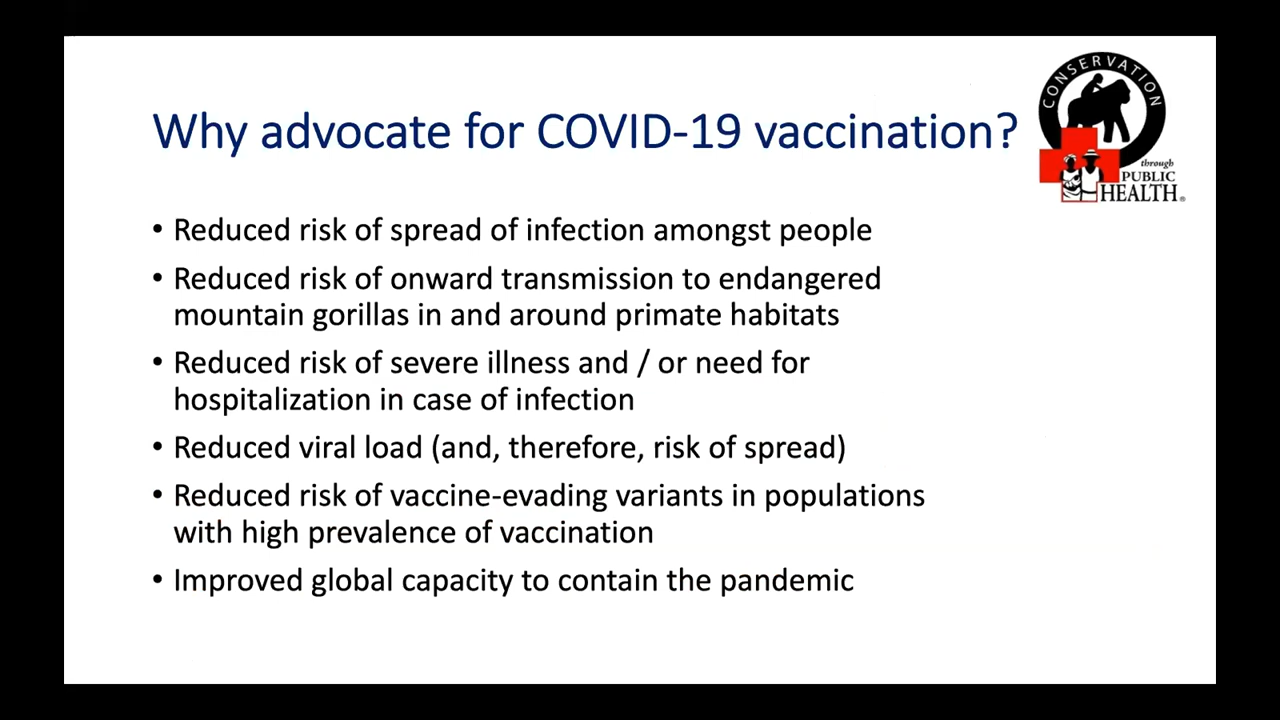 Why advocate for COVID-19 vaccination?
CONSERVATION
through
PUBLIC
HEALTH®
• Reduced risk of spread of infection amongst people
• Reduced risk of onward transmission to endangered
mountain gorillas in and around primate habitats
• Reduced risk of severe illness and / or need for
hospitalization in case of infection
• Reduced viral load (and, therefore, risk of spread)
• Reduced risk of vaccine-evading variants in populations
with high prevalence of vaccination
• Improved global capacity to contain the pandemic